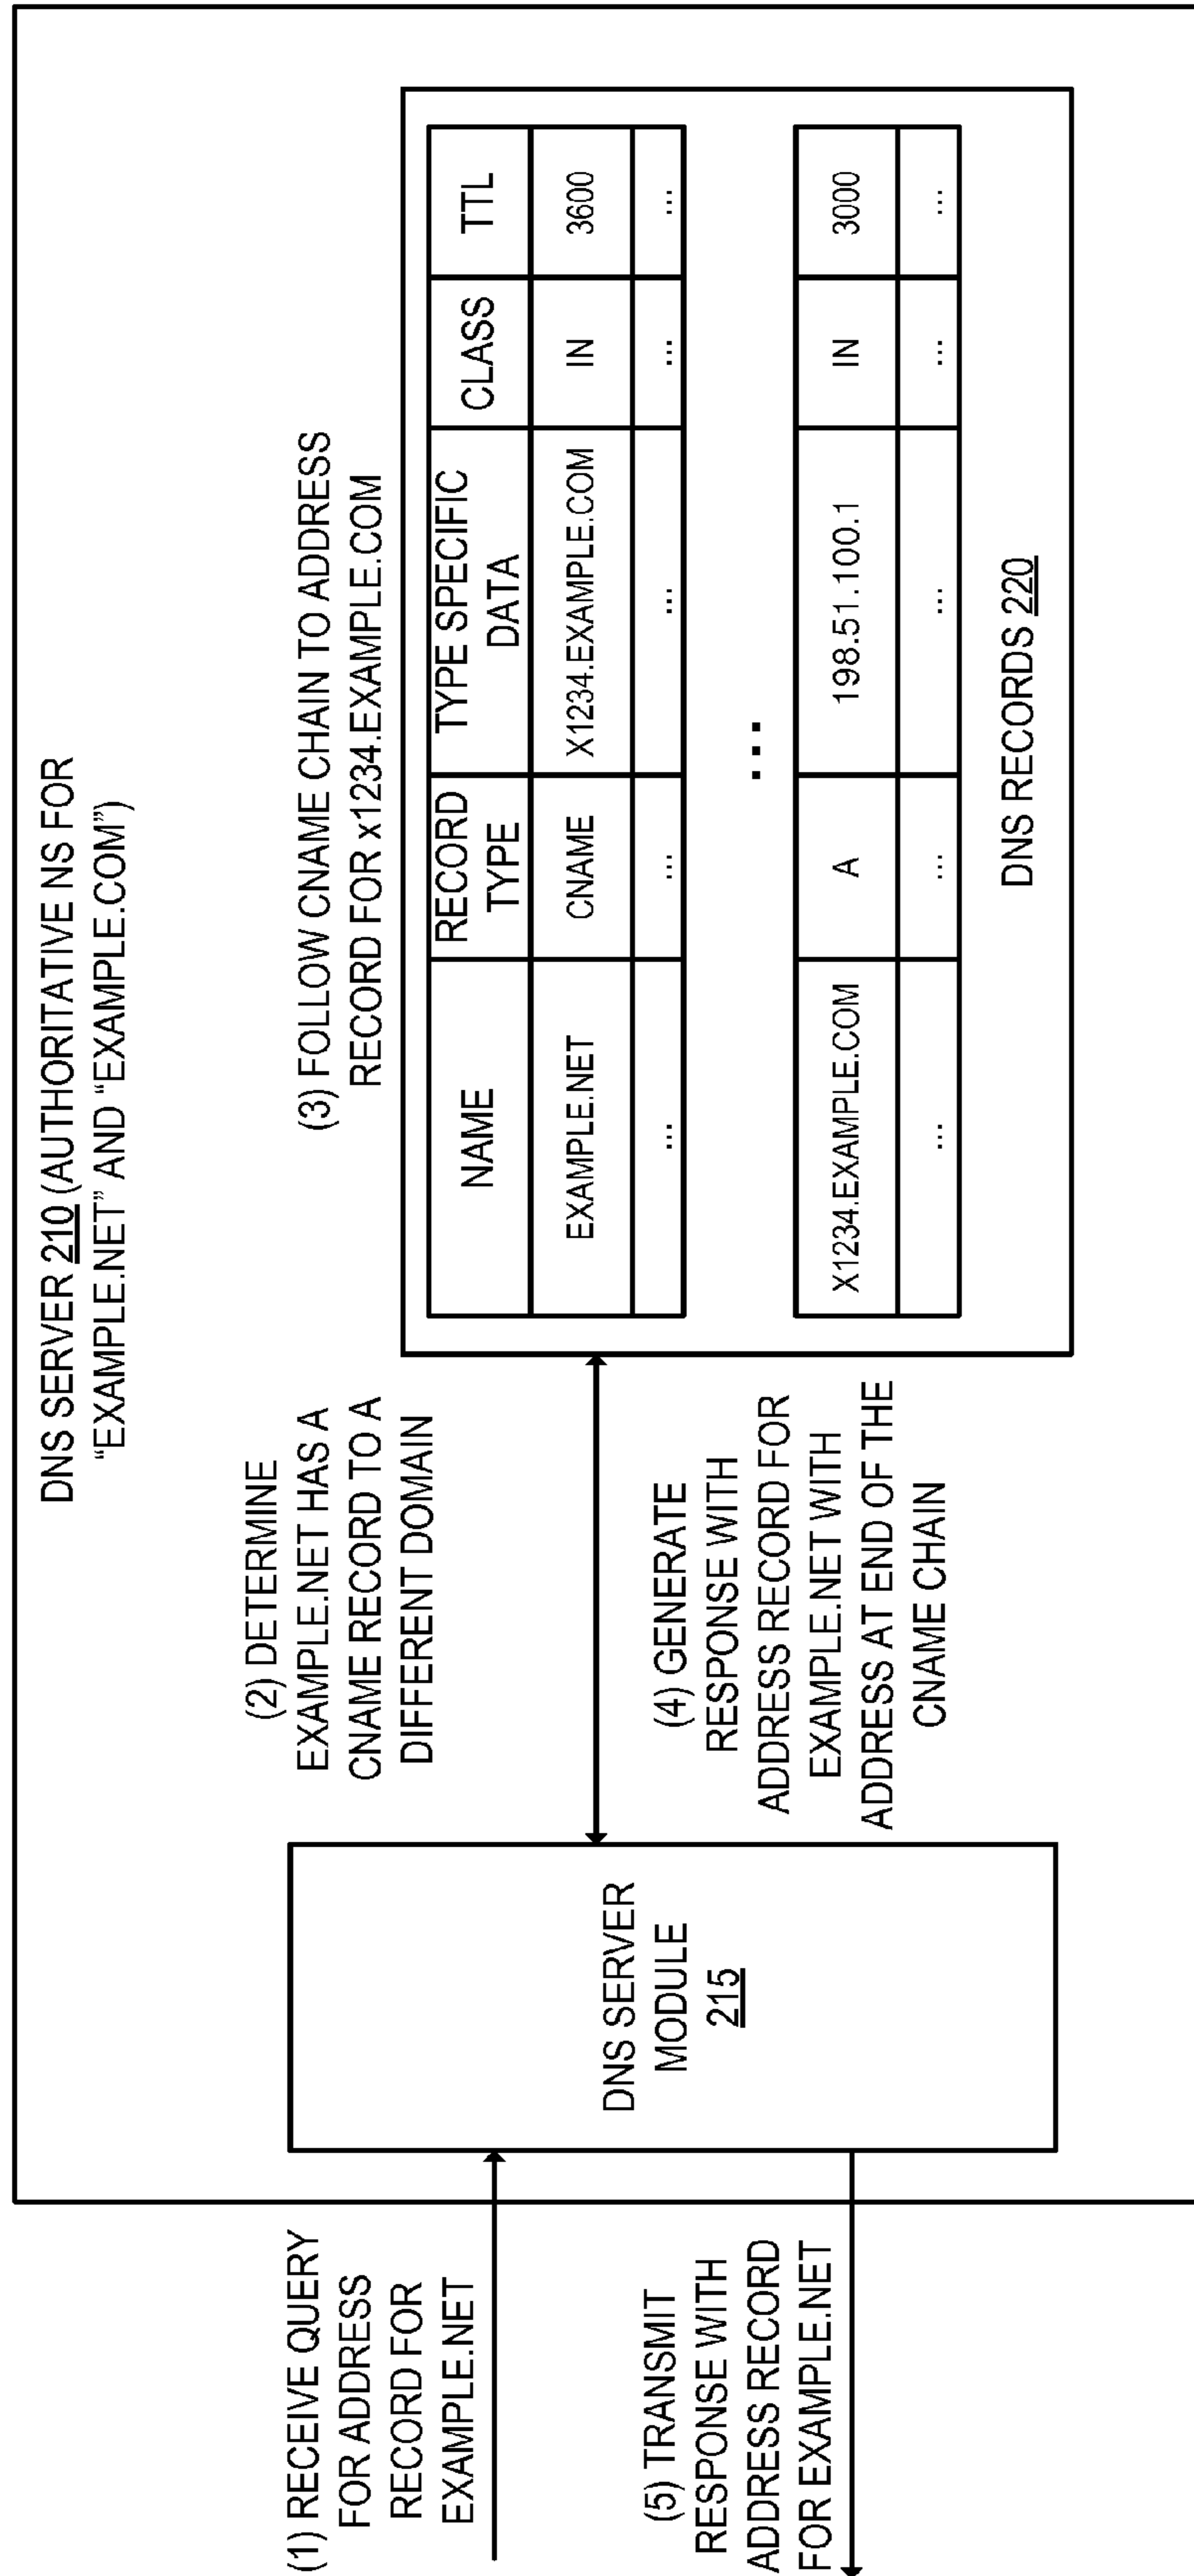 DNS SERVER 210 (AUTHORITATIVE NS FOR
“EXAMPLE.NET” AND “EXAMPLE.COM”)
(1) RECEIVE QUERY
FOR ADDRESS
RECORD FOR
EXAMPLE.NET
(2) DETERMINE
EXAMPLE.NET HAS A
CNAME RECORD TO A
DIFFERENT DOMAIN
(3) FOLLOW CNAME CHAIN TO ADDRESS
RECORD FOR x1234.EXAMPLE.COM
DNS SERVER
MODULE
215
NAME RECORD TYPE TYPE SPECIFIC DATA CLASS TTL
EXAMPLE.NET CNAME X1234.EXAMPLE.COM IN 3600
... ... ... ... ...
...
X1234.EXAMPLE.COM A 198.51.100.1 IN 3000
... ... ... ... ...
DNS RECORDS 220
(4) GENERATE
RESPONSE WITH
ADDRESS RECORD FOR
EXAMPLE.NET WITH
ADDRESS AT END OF THE
CNAME CHAIN
(5) TRANSMIT
RESPONSE WITH
ADDRESS RECORD
FOR EXAMPLE.NET